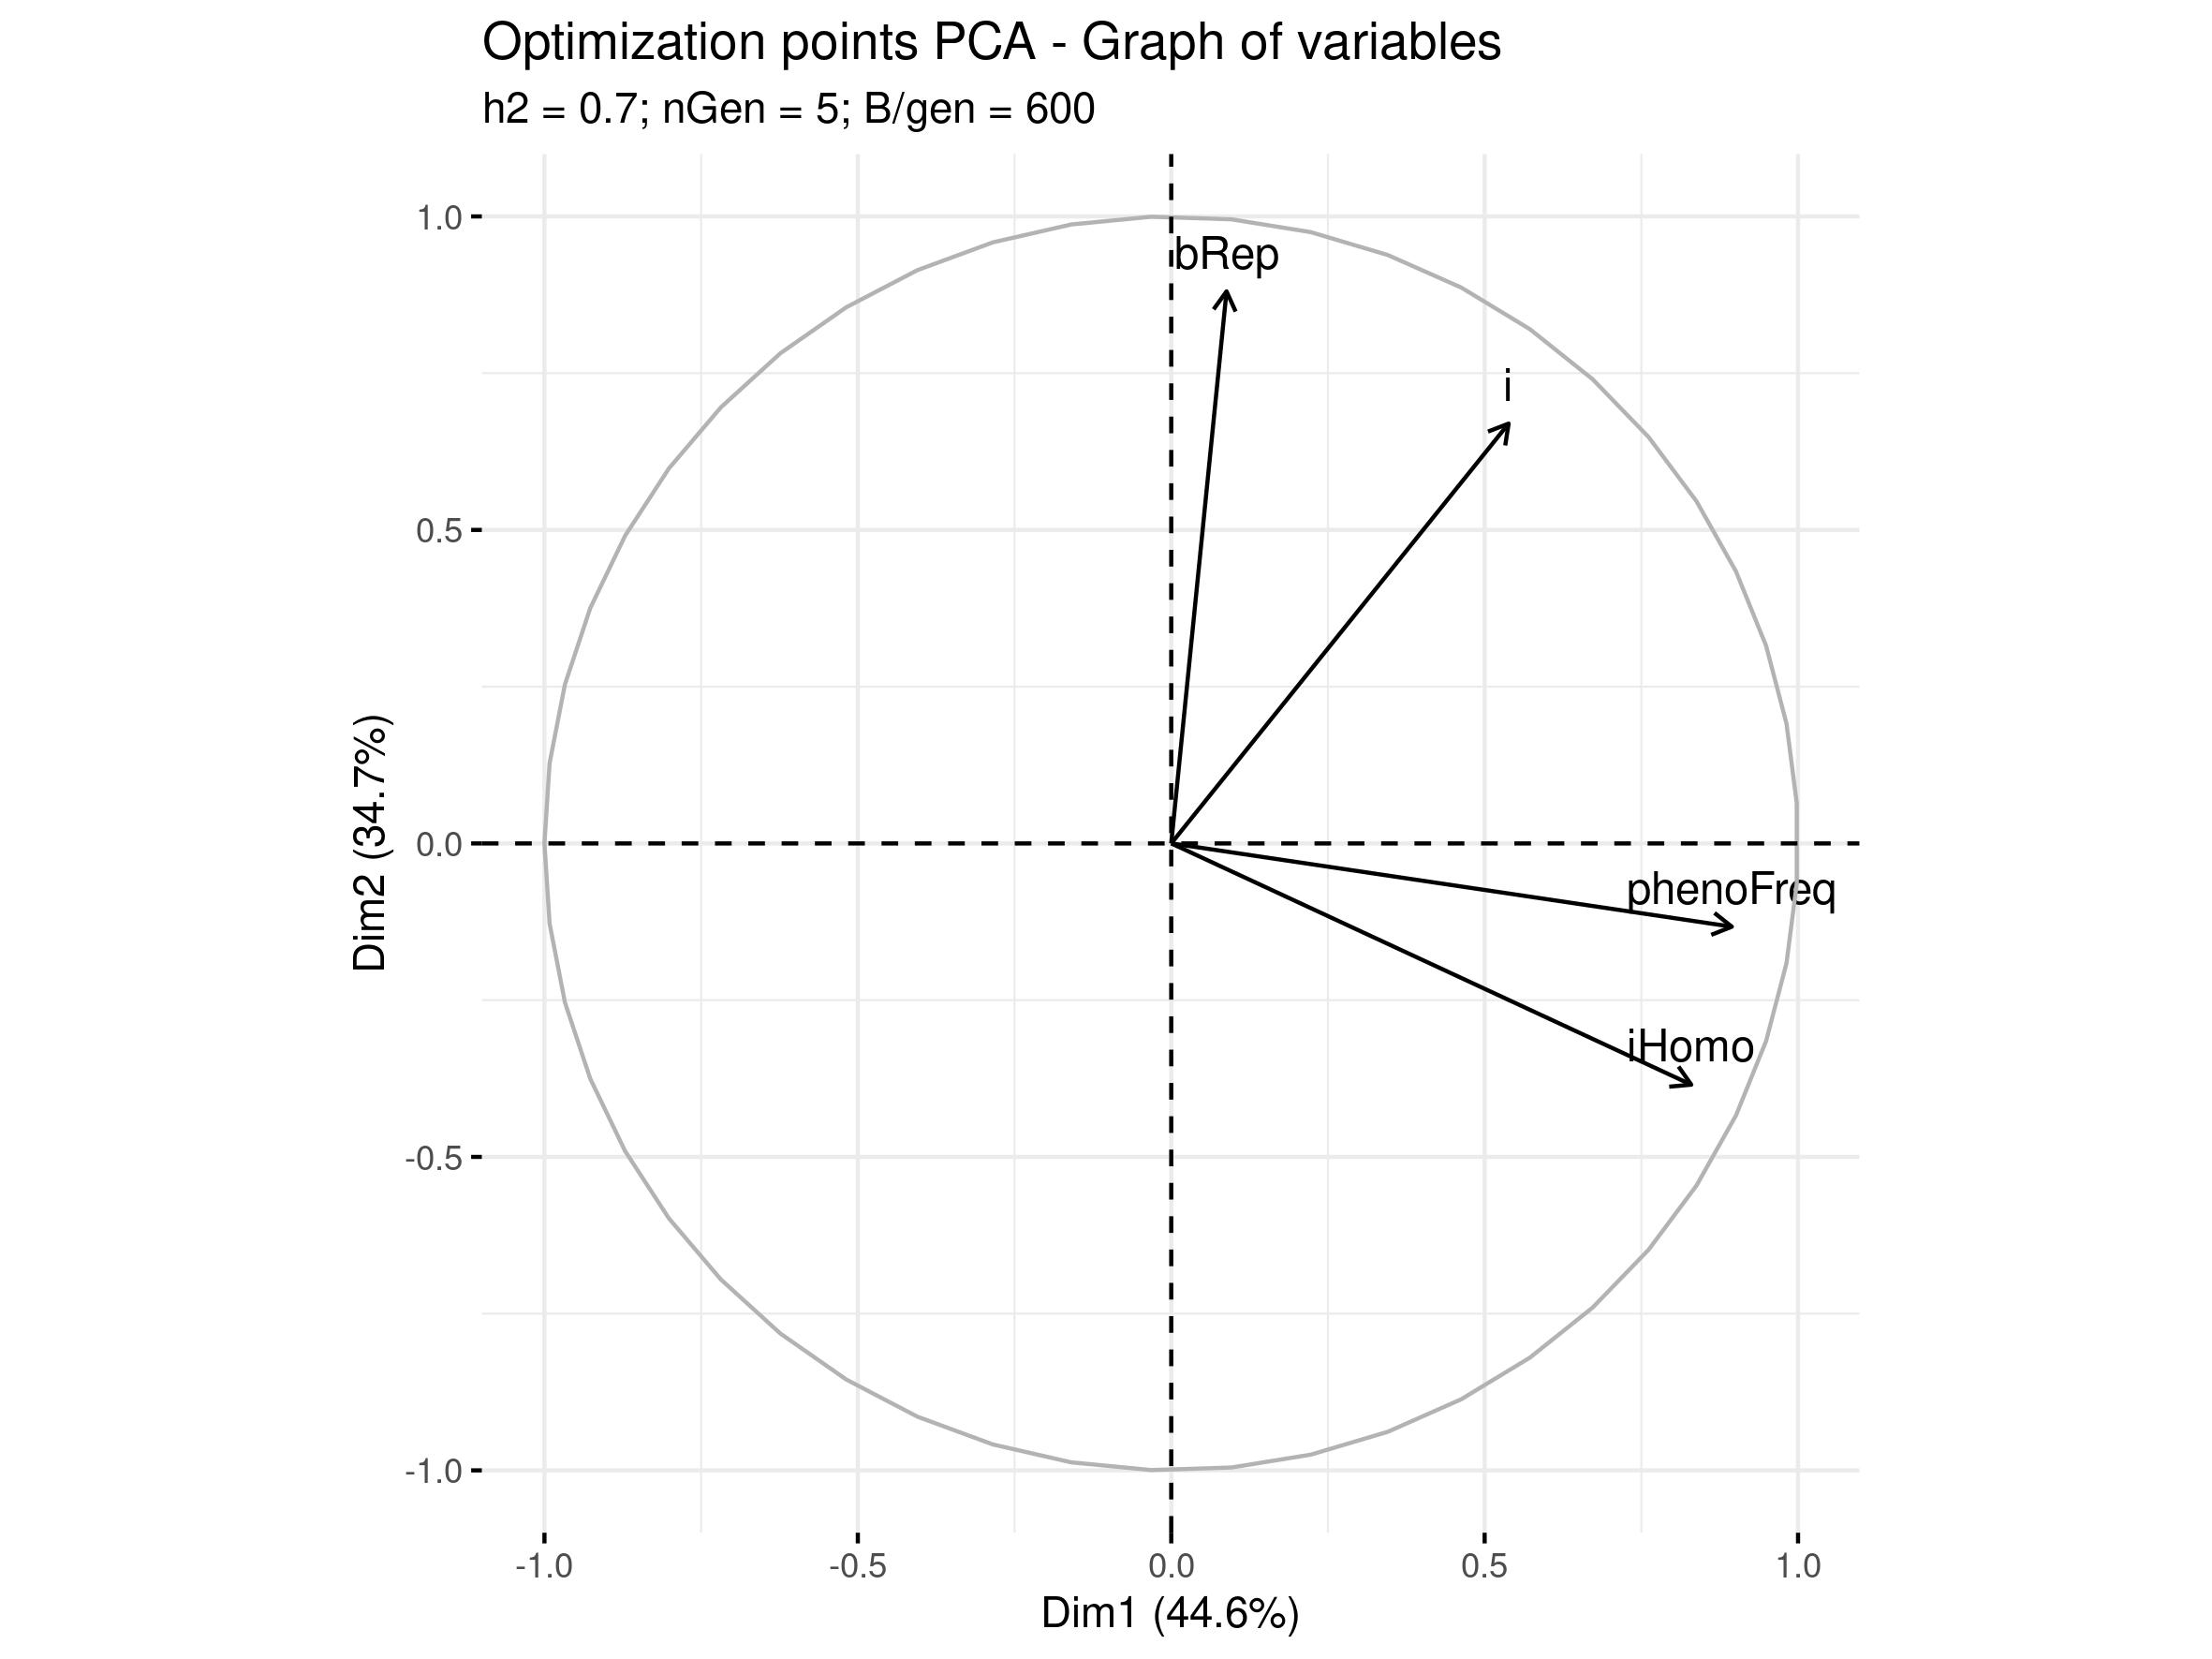 Optimization points PCA - Graph of variables
h2 = 0.7; nGen = 5; B/gen = 600
1.0
0.5
0.0
-0.5
-1.0
Dim2 (34.7%)
bRep
i
phenoFreq
iHomo
-1.0
-0.5
0.0
0.5
1.0
Dim1 (44.6%)